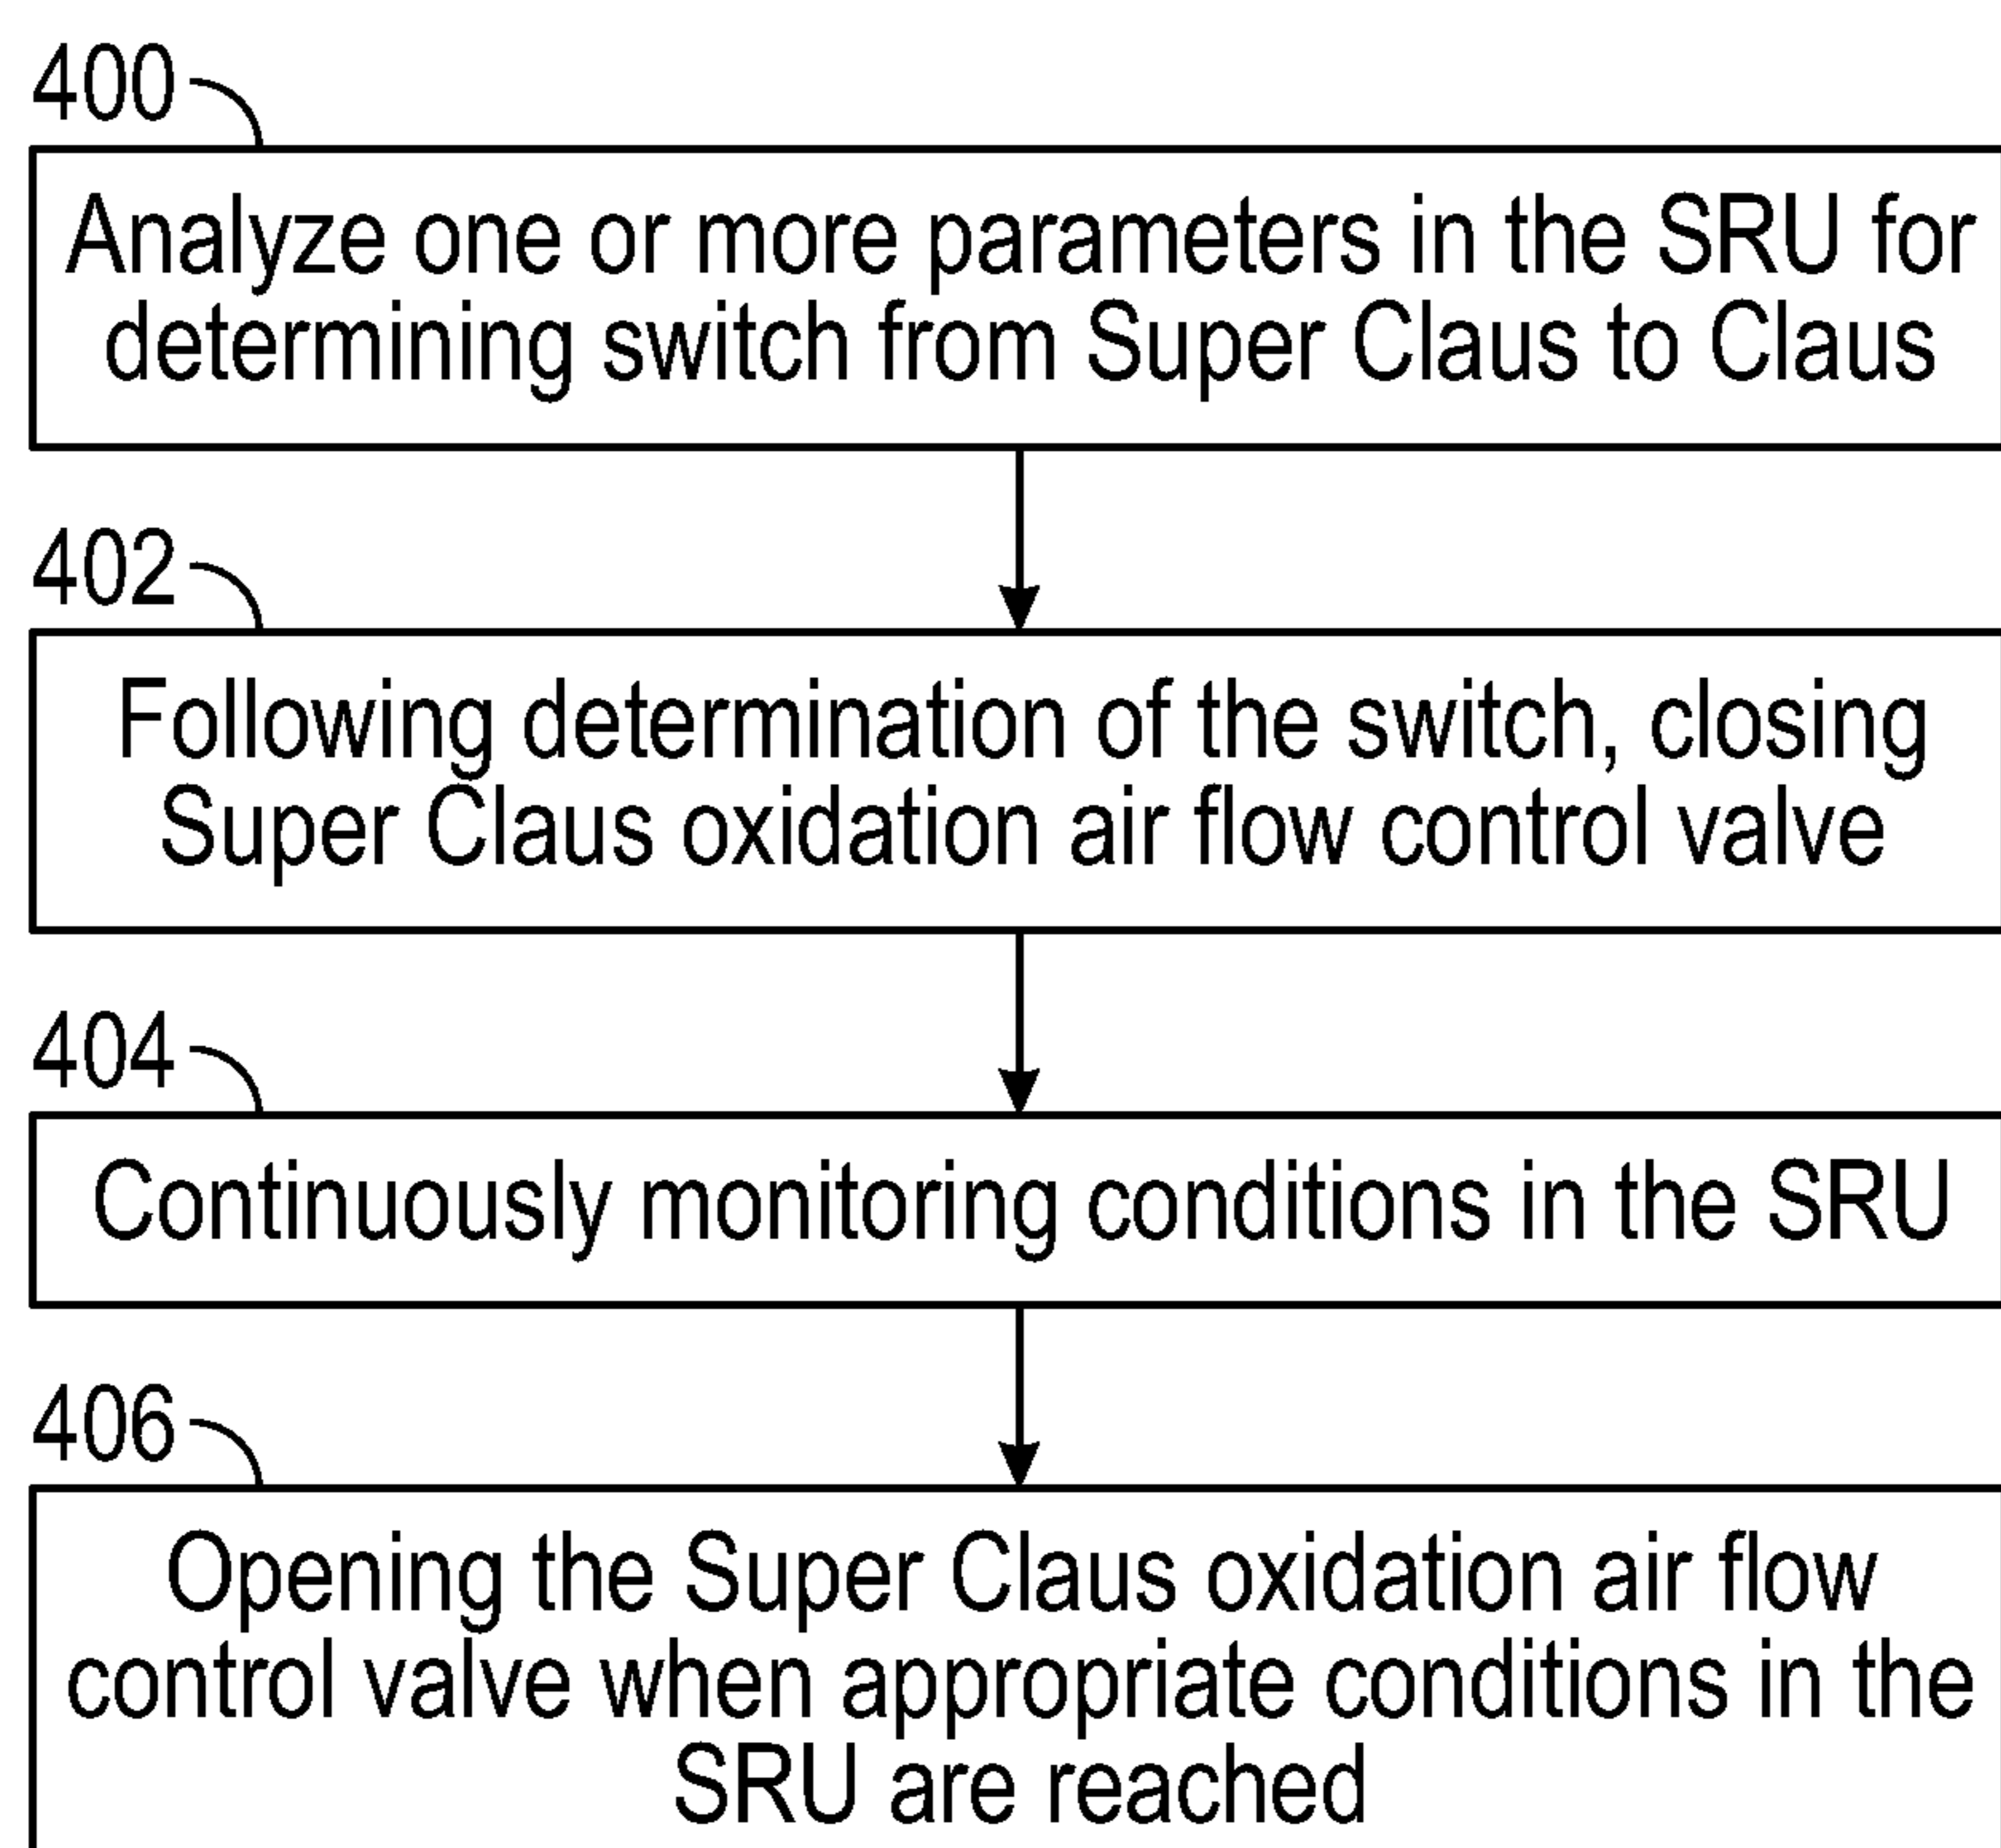 400
Analyze one or more parameters in the SRU for
determining switch from Super Claus to Claus
402
Following determination of the switch, closing
Super Claus oxidation air flow control valve
404
Continuously monitoring conditions in the SRU
406
Opening the Super Claus oxidation air flow
control valve when appropriate conditions in the
SRU are reached